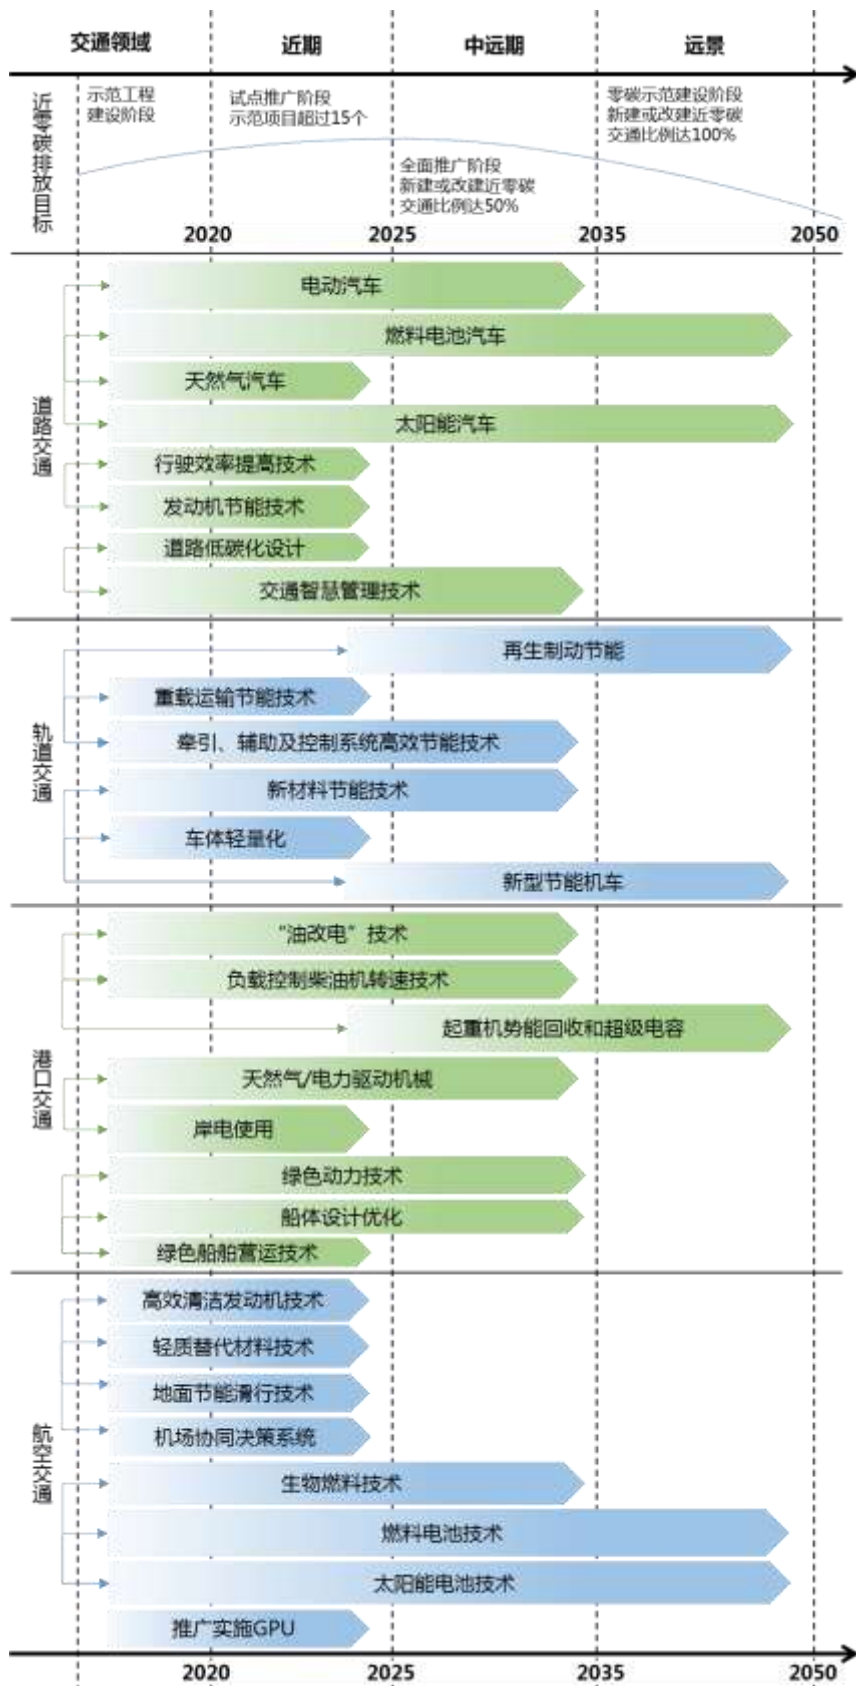 交通领域
近期
中远期
远景
近零碳排放目标
示范工程
建设阶段
试点推广阶段
示范项目超过15个
全面推广阶段
新建或改建近零碳
交通比例达50%
零碳示范建设阶段
新建或改建近零碳
交通比例达100%
2020
2025
2035
2050
道路交通
电动汽车
燃料电池汽车
天然气汽车
太阳能汽车
行驶效率提高技术
发动机节能技术
道路低碳化设计
交通智慧管理技术
轨道交通
再生制动节能
重载运输节能技术
牵引、辅助及控制系统高效节能技术
新材料节能技术
车体轻量化
新型节能机车
港口交通
“油改电”技术
负载控制柴油机转速技术
起重机势能回收和超级电容
天然气/电力驱动机械
岸电使用
绿色动力技术
船体设计优化
绿色船舶营运技术
航空交通
高效清洁发动机技术
轻质替代材料技术
地面节能滑行技术
机场协同决策系统
生物燃料技术
燃料电池技术
太阳能电池技术
推广实施GPU
2020
2025
2035
2050